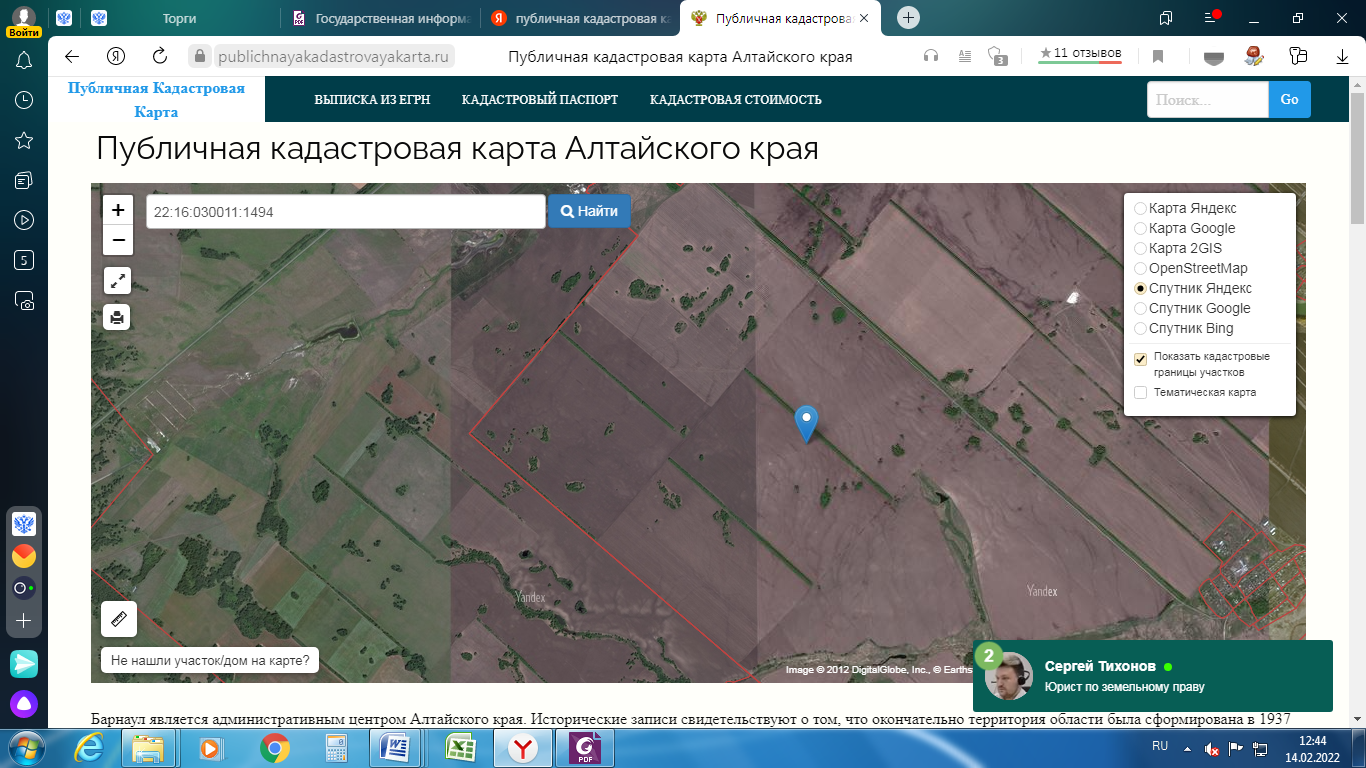 Войти
Торги
Государственная информа
публичная кадастровая ка
Публичная кадастрова
publichnayakadastrovayakarta.ru
Публичная кадастровая карта Алтайского края
3
★11 отзывов
5
Публичная Кадастровая
Карта
ВЫПИСКА ИЗ ЕГРН
КАДАСТРОВЫЙ ПАСПОРТ
КАДАСТРОВАЯ СТОИМОСТЬ
Поиск...
Go
Публичная кадастровая карта Алтайского края
+
−
22:16:030011:1494
Найти
Карта Яндекс
Карта Google
Карта 2GIS
OpenStreetMap
Спутник Яндекс
Спутник Google
Спутник Bing
Показать кадастровые
границы участков
Тематическая карта
Yandex
Yandex
Image © 2012 DigitalGlobe, Inc., © Earths
Не нашли участок/дом на карте?
2
Сергей Тихонов
Юрист по земельному праву
Барнаул является административным центром Алтайского края. Исторические записи свидетельствуют о том, что окончательно территория области была сформирована в 1937
PDF
RU
12:44
14.02.2022